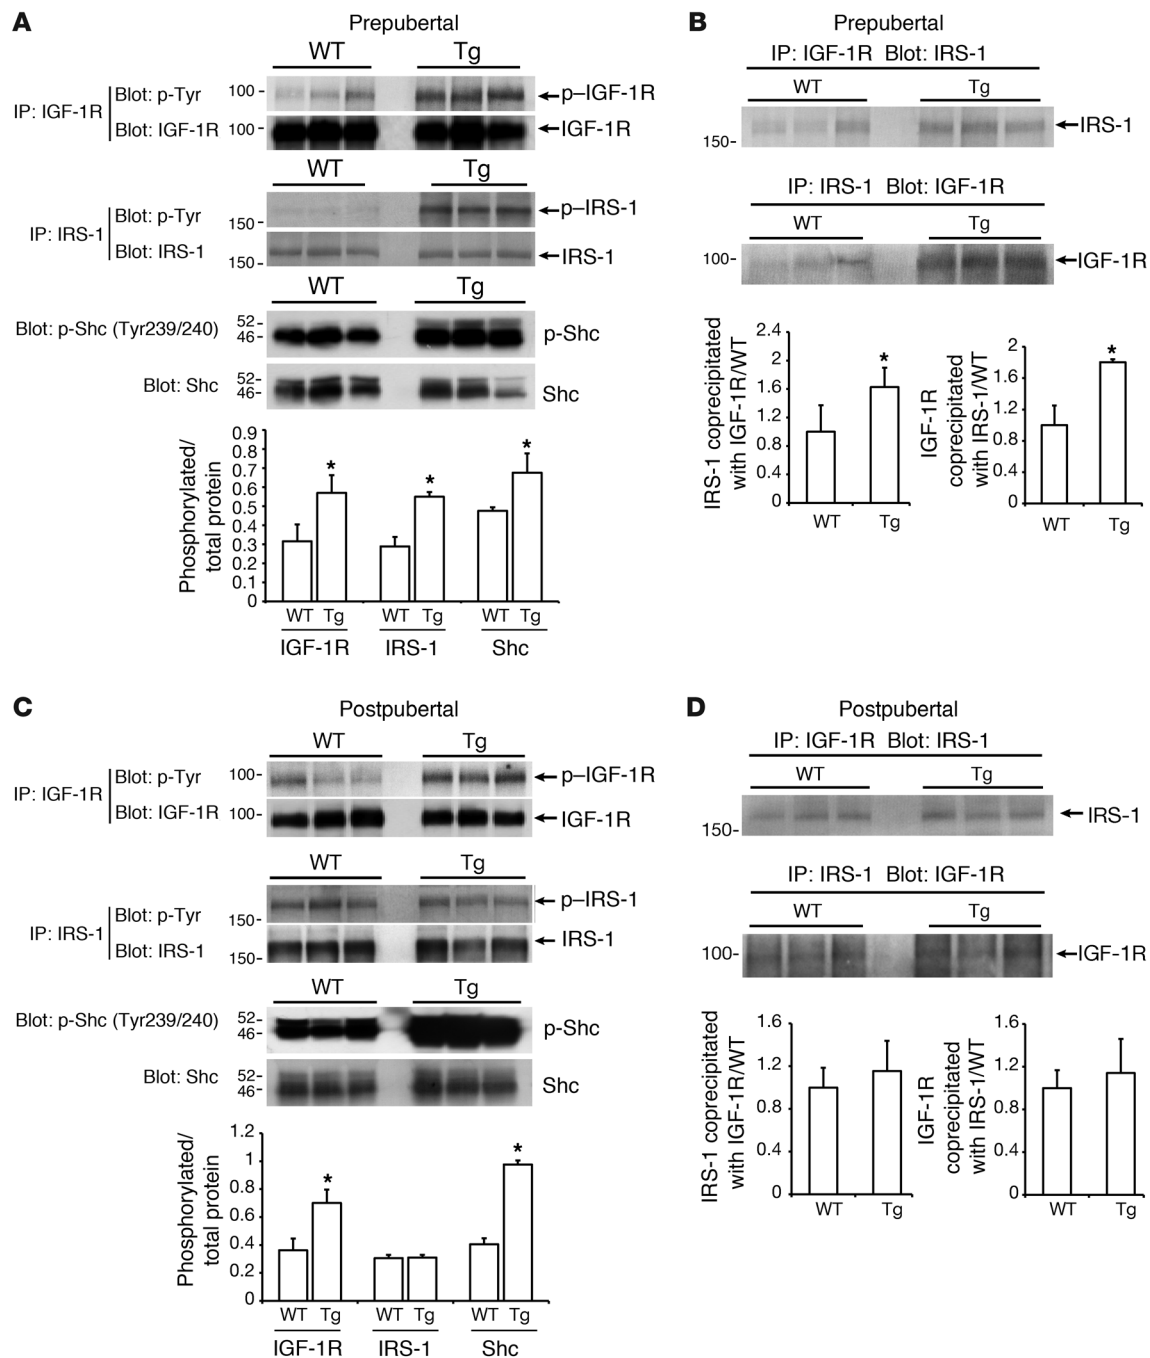 A
Prepubertal
WT Tg
IP: IGF-1R
Blot: p-Tyr 100- p–IGF-1R
Blot: IGF-1R 100- IGF-1R
WT Tg
IP: IRS-1
Blot: p-Tyr 150- p–IRS-1
Blot: IRS-1 150- IRS-1
WT Tg
Blot: p-Shc (Tyr239/240) 52- 46- p-Shc
Blot: Shc 52- 46- Shc
Phosphorylated/
total protein
0.9
0.8
0.7
0.6
0.5
0.4
0.3
0.2
0.1
0
* * *
WT Tg WT Tg WT Tg
IGF-1R IRS-1 Shc
B
Prepubertal
IP: IGF-1R Blot: IRS-1
WT Tg
150- IRS-1
IP: IRS-1 Blot: IGF-1R
WT Tg
100- IGF-1R
IRS-1 coprecipitated
with IGF-1R/WT
2.4
2
1.6
1.2
0.8
0.4
0
*
WT Tg
IGF-1R
coprecipitated
with IRS-1/WT
2
1.6
1.2
0.8
0.4
0
*
WT Tg
C
Postpubertal
WT Tg
IP: IGF-1R
Blot: p-Tyr 100- p–IGF-1R
Blot: IGF-1R 100- IGF-1R
WT Tg
IP: IRS-1
Blot: p-Tyr 150- p–IRS-1
Blot: IRS-1 150- IRS-1
WT Tg
Blot: p-Shc (Tyr239/240) 52- 46- p-Shc
Blot: Shc 52- 46- Shc
Phosphorylated/
total protein
1.2
1
0.8
0.6
0.4
0.2
0
* *
WT Tg WT Tg WT Tg
IGF-1R IRS-1 Shc
D
Postpubertal
IP: IGF-1R Blot: IRS-1
WT Tg
150- IRS-1
IP: IRS-1 Blot: IGF-1R
WT Tg
100- IGF-1R
IRS-1 coprecipitated
with IGF-1R/WT
1.6
1.2
0.8
0.4
0
WT Tg
IGF-1R
coprecipitated
with IRS-1/WT
1.6
1.2
0.8
0.4
0
WT Tg